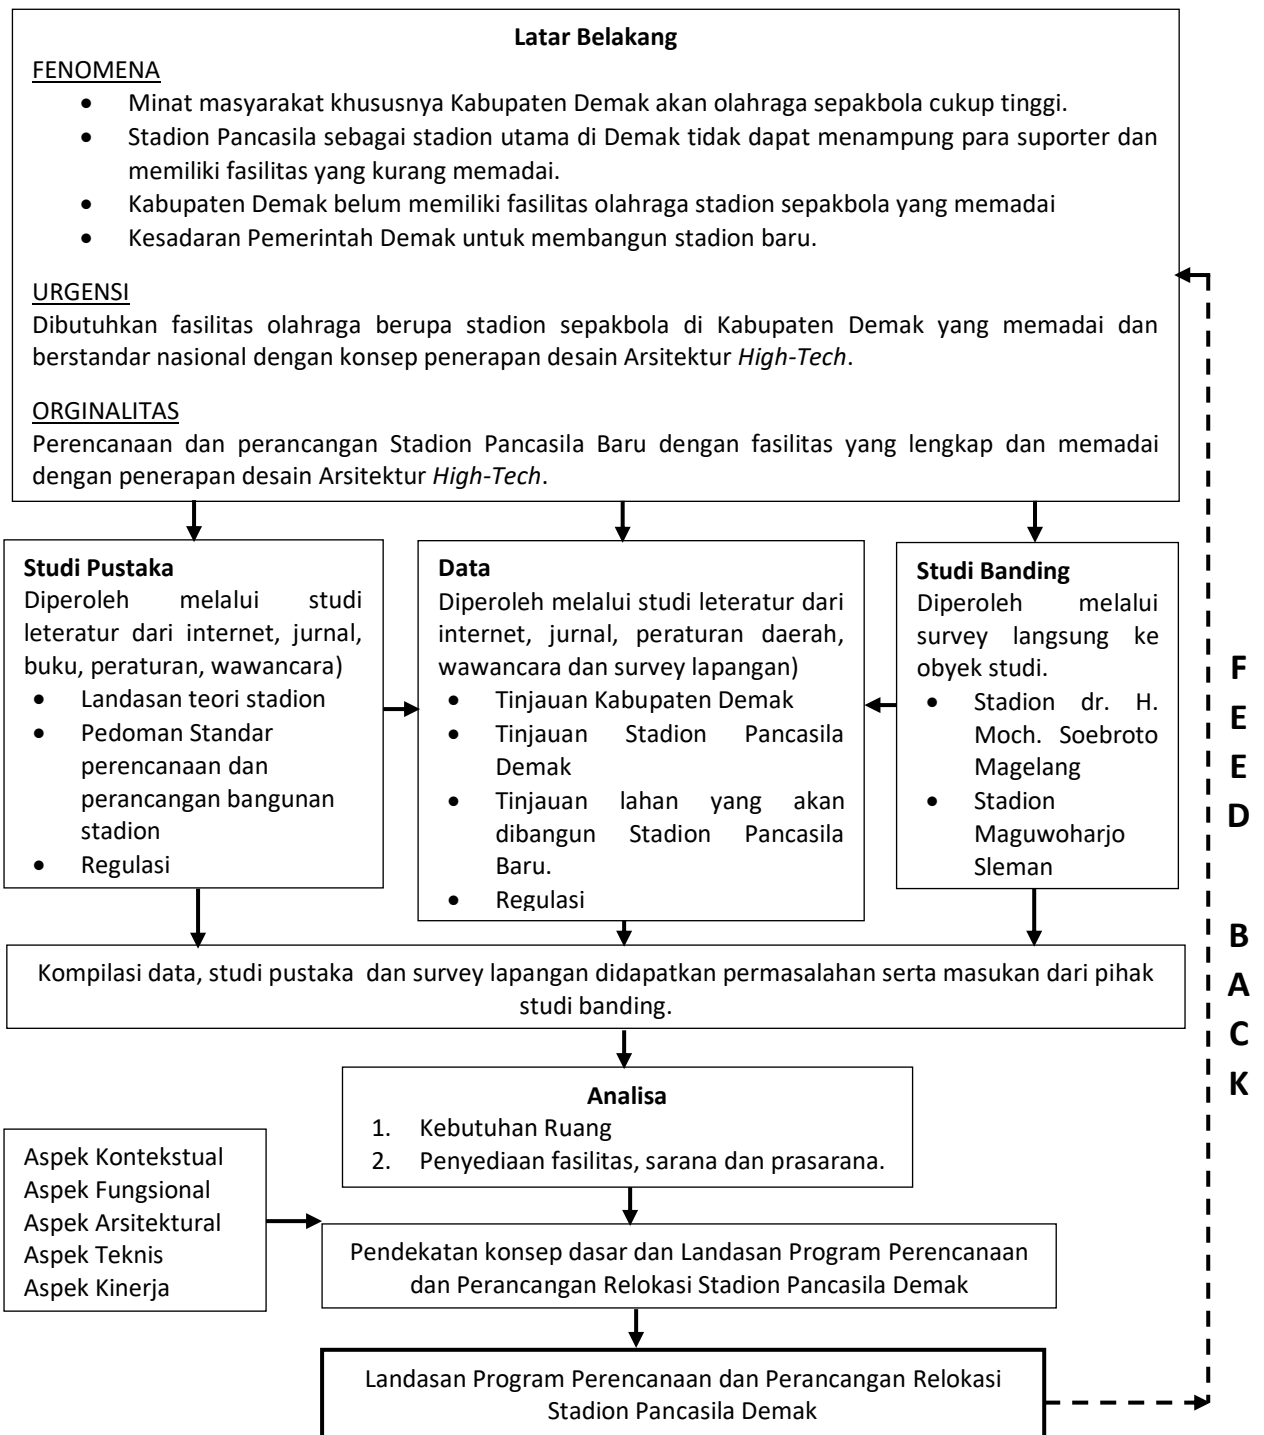 Latar Belakang
FENOMENA
• Minat masyarakat khususnya Kabupaten Demak akan olahraga sepakbola cukup tinggi.
• Stadion Pancasila sebagai stadion utama di Demak tidak dapat menampung para suporter dan
memiliki fasilitas yang kurang memadai.
• Kabupaten Demak belum memiliki fasilitas olahraga stadion sepakbola yang memadai
• Kesadaran Pemerintah Demak untuk membangun stadion baru.
URGENSI
Dibutuhkan fasilitas olahraga berupa stadion sepakbola di Kabupaten Demak yang memadai dan
berstandar nasional dengan konsep penerapan desain Arsitektur High-Tech.
ORGINALITAS
Perencanaan dan perancangan Stadion Pancasila Baru dengan fasilitas yang lengkap dan memadai
dengan penerapan desain Arsitektur High-Tech.
Studi Pustaka
Diperoleh melalui studi
leteratur dari internet, jurnal,
buku, peraturan, wawancara)
• Landasan teori stadion
• Pedoman Standar
perencanaan dan
perancangan bangunan
stadion
• Regulasi
Data
Diperoleh melalui studi leteratur dari
internet, jurnal, peraturan daerah,
wawancara dan survey lapangan)
• Tinjauan Kabupaten Demak
• Tinjauan Stadion Pancasila
Demak
• Tinjauan lahan yang akan
dibangun Stadion Pancasila
Baru.
• Regulasi
Studi Banding
Diperoleh melalui
survey langsung ke
obyek studi.
• Stadion dr. H.
Moch. Soebroto
Magelang
• Stadion
Maguwoharjo
Sleman
Kompilasi data, studi pustaka dan survey lapangan didapatkan permasalahan serta masukan dari pihak
studi banding.
Analisa
1. Kebutuhan Ruang
2. Penyediaan fasilitas, sarana dan prasarana.
Aspek Kontekstual
Aspek Fungsional
Aspek Arsitektural
Aspek Teknis
Aspek Kinerja
Pendekatan konsep dasar dan Landasan Program Perencanaan
dan Perancangan Relokasi Stadion Pancasila Demak
Landasan Program Perencanaan dan Perancangan Relokasi
Stadion Pancasila Demak
F
E
E
D
B
A
C
K